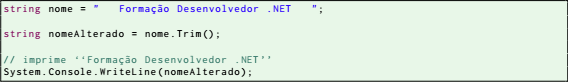 string nome = "   Formação Desenvolvedor .NET   ";
string nomeAlterado = nome.Trim();
// imprime ‘‘Formação Desenvolvedor .NET’’
System.Console.WriteLine(nomeAlterado);